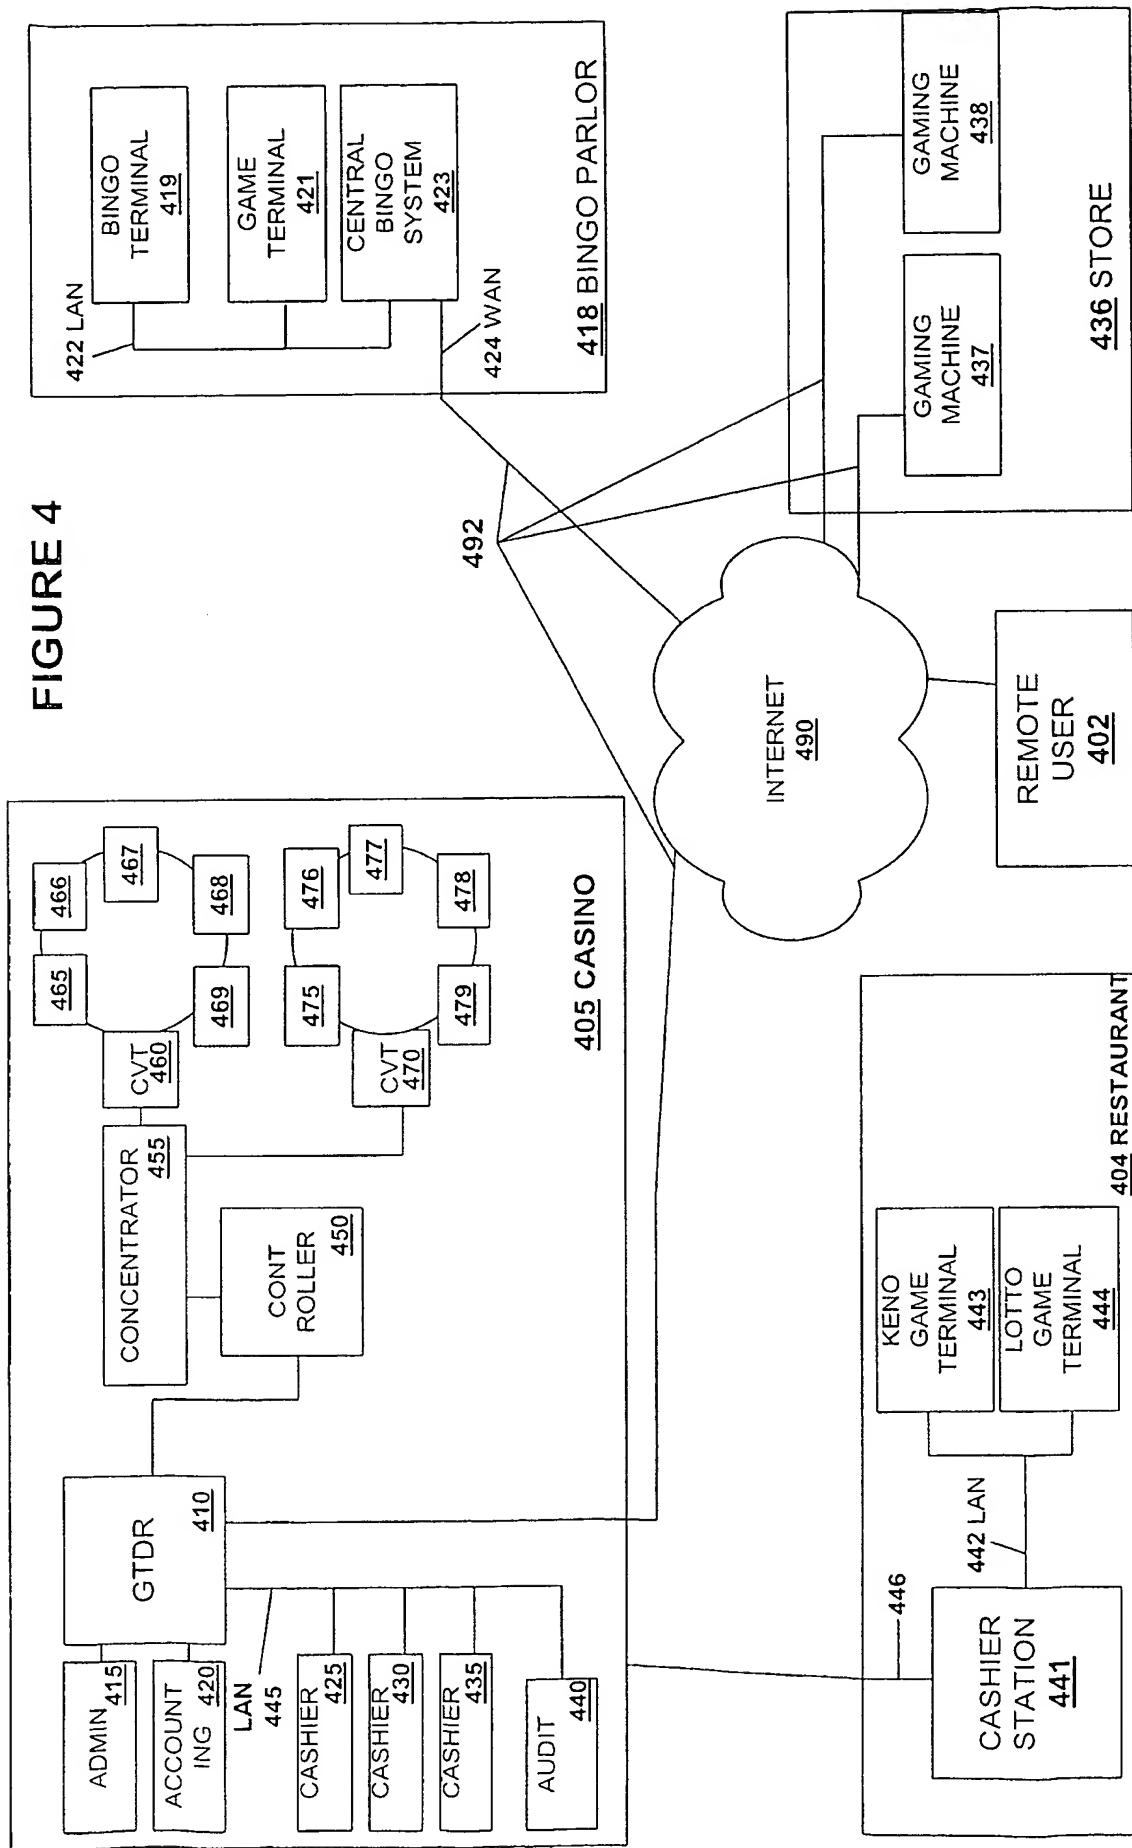 FIGURE 4
ADMIN
415
ACCOUNT
ING
420
GTDR
410
LAN
445
CASHIER
425
CASHIER
430
CASHIER
435
AUDIT
440
CONT
ROLLER
450
CONCENTRATOR
455
CVT
460
465
466
467
468
469
CVT
470
475
476
477
478
479
405 CASINO
422 LAN
BINGO
TERMINAL
419
GAME
TERMINAL
421
CENTRAL
BINGO
SYSTEM
423
418 BINGO PARLOR
424 WAN
492
INTERNET
490
REMOTE
USER
402
GAMING
MACHINE
437
GAMING
MACHINE
438
436 STORE
446
CASHIER
STATION
441
442 LAN
KENO
GAME
TERMINAL
443
LOTTO
GAME
TERMINAL
444
404 RESTAURANT